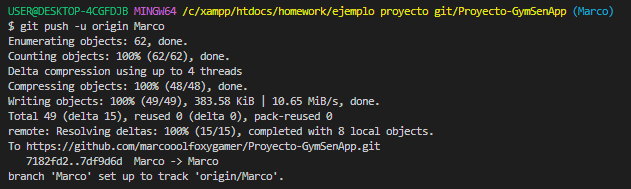 USER@DESKTOP-4CGFDJB MINGW64 /c/xampp/htdocs/homework/ejemplo proyecto git/Proyecto-GymSenApp (Marco)
$ git push -u origin Marco
Enumerating objects: 62, done.
Counting objects: 100% (62/62), done.
Delta compression using up to 4 threads
Compressing objects: 100% (48/48), done.
Writing objects: 100% (49/49), 383.58 KiB | 10.65 MiB/s, done.
Total 49 (delta 15), reused 0 (delta 0), pack-reused 0
remote: Resolving deltas: 100% (15/15), completed with 8 local objects.
To https://github.com/marcooolfoxygamer/Proyecto-GymSenApp.git
   7182fd2..7df9d6d  Marco -> Marco
branch 'Marco' set up to track 'origin/Marco'.